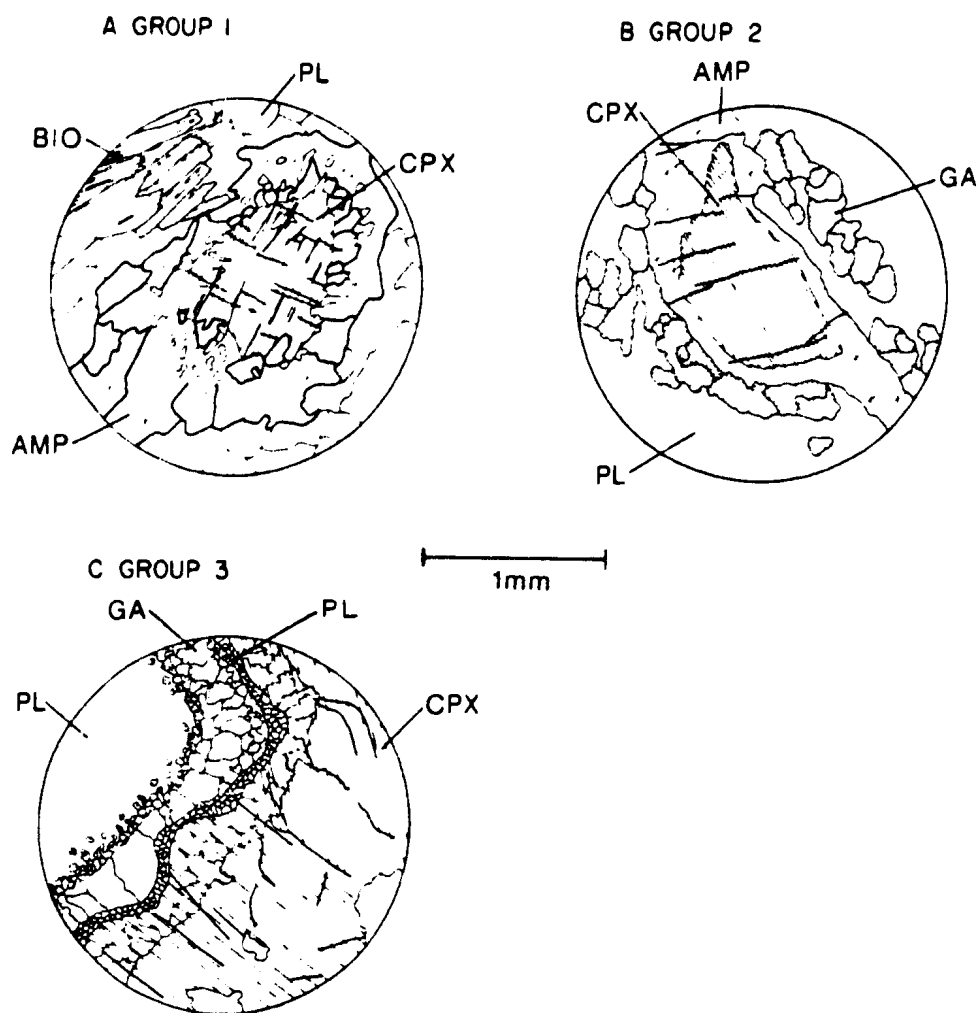 A GROUP 1
PL
BIO
CPX
AMP
B GROUP 2
AMP
CPX
GA
PL
1mm
C GROUP 3
GA
PL
PL
CPX